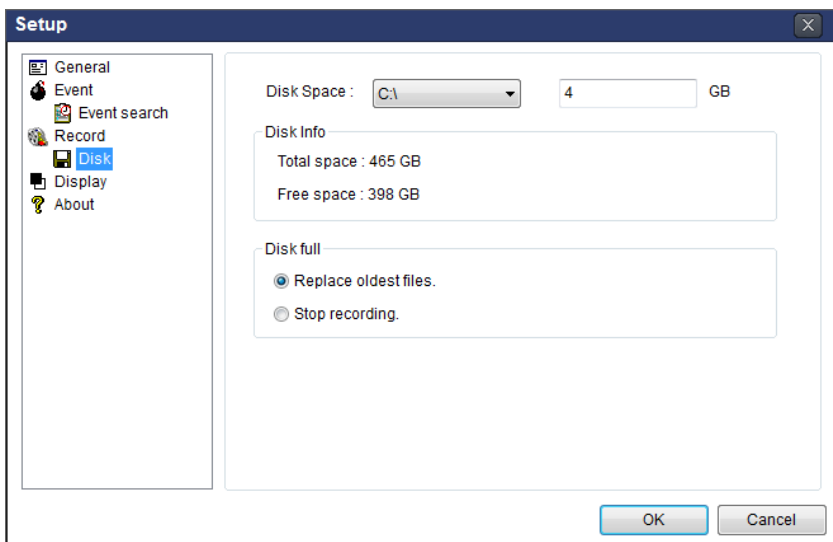 Setup
General
Event
Event search
Record
Disk
Display
About
Disk Space : C:\ 4 GB
Disk Info
Total space : 465 GB
Free space : 398 GB
Disk full
Replace oldest files.
Stop recording.
OK Cancel